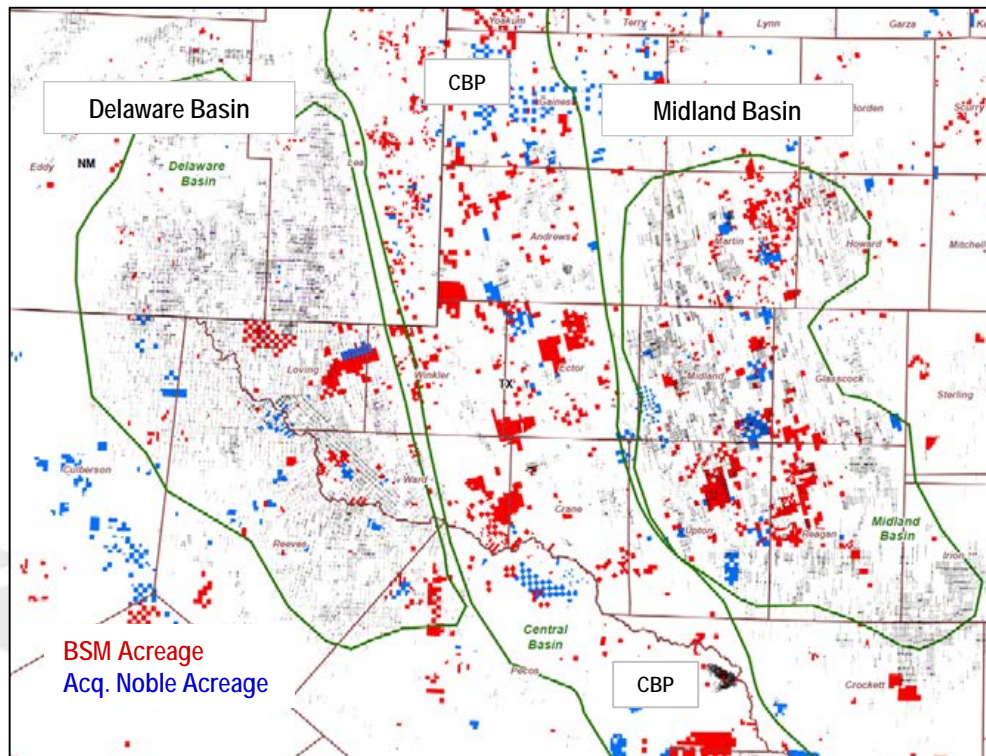 Yoakum
Terry
Lynn
Garza
Delaware Basin
CBP
Gaines
Midland Basin
Borden
Scurry
Eddy
NM
Delaware
Basin
Lea
Andrews
Martin
Howard
Mitchell
Loving
Winkler
TX
Ector
Midland
Glasscock
Sterling
Culberson
Ward
Crane
Upton
Reagan
Midland
Basin
Irion
Reeves
Central
Basin
BSM Acreage
Acq. Noble Acreage
Pecos
CBP
Crockett